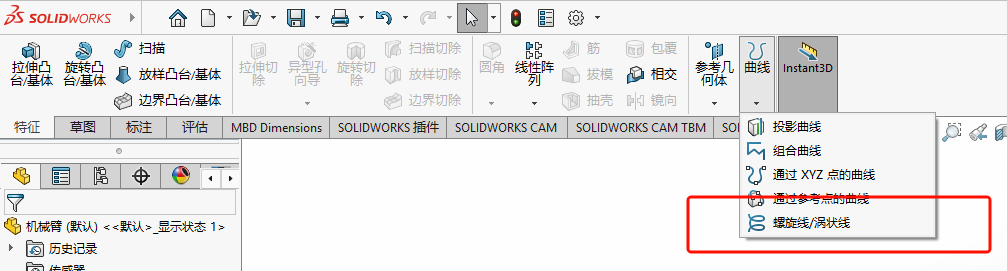 SOLIDWORKS
拉伸凸台/基体
旋转凸台/基体
扫描
放样凸台/基体
边界凸台/基体
拉伸切除
异型孔向导
旋转切除
扫描切除
放样切除
边界切除
圆角
线性阵列
筋
拔模
抽壳
包覆
相交
镜向
参考几何体
曲线
Instant3D
特征
草图
标注
评估
MBD Dimensions
SOLIDWORKS 插件
SOLIDWORKS CAM
SOLIDWORKS CAM TBM
SO
投影曲线
组合曲线
通过 XYZ 点的曲线
通过参考点的曲线
螺旋线/涡状线
机械臂 (默认) <<默认>_显示状态 1>
历史记录
传感器